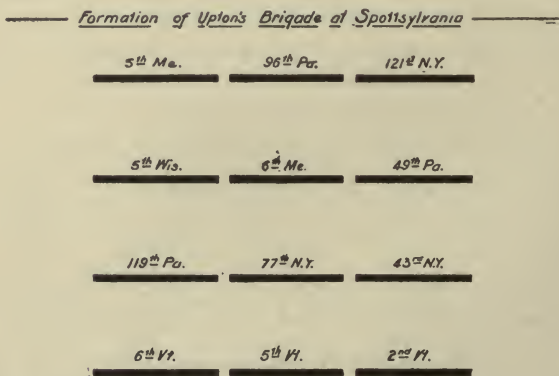 Formation of Upton's Brigade at Spottsylvania
5th Me. 96th Pa. 121st N.Y.
5th Wis. 6th Me. 49th Pa.
119th Pa. 77th N.Y. 43rd N.Y.
6th Vt. 5th Vt. 2nd Vt.